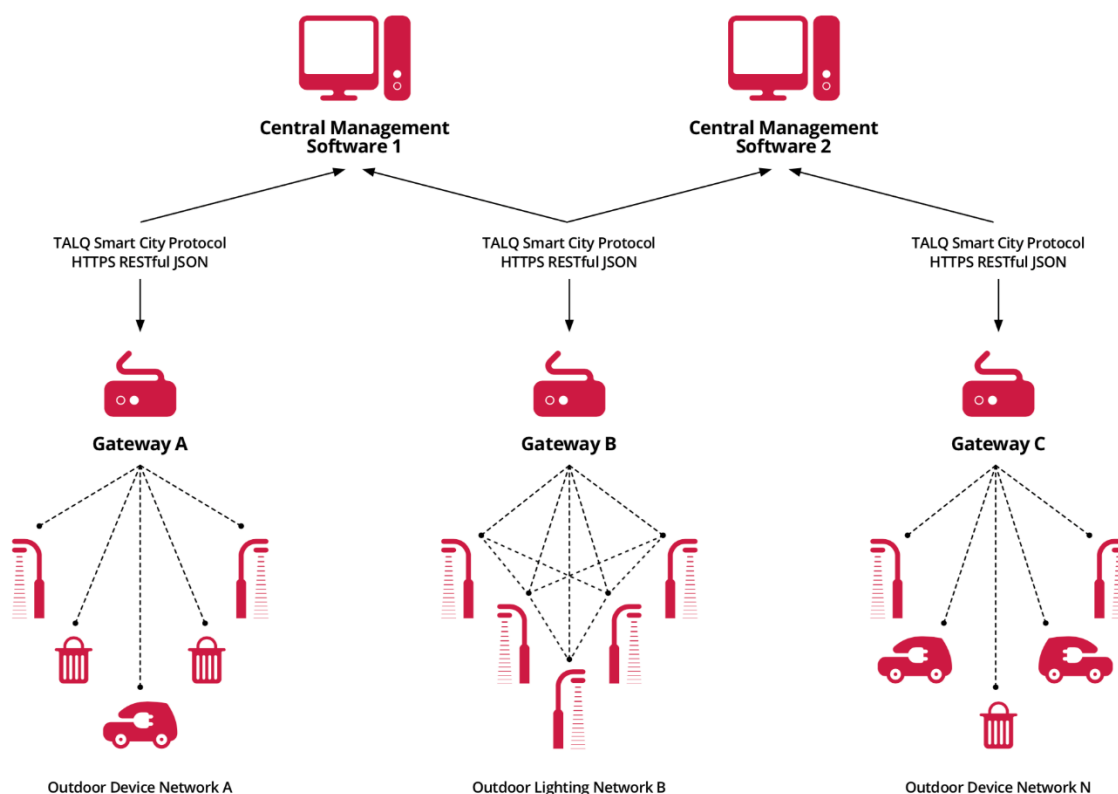 Central Management
Software 1
Central Management
Software 2
TALQ Smart City Protocol
HTTPS RESTful JSON
TALQ Smart City Protocol
HTTPS RESTful JSON
TALQ Smart City Protocol
HTTPS RESTful JSON
Gateway A
Gateway B
Gateway C
Outdoor Device Network A
Outdoor Lighting Network B
Outdoor Device Network N